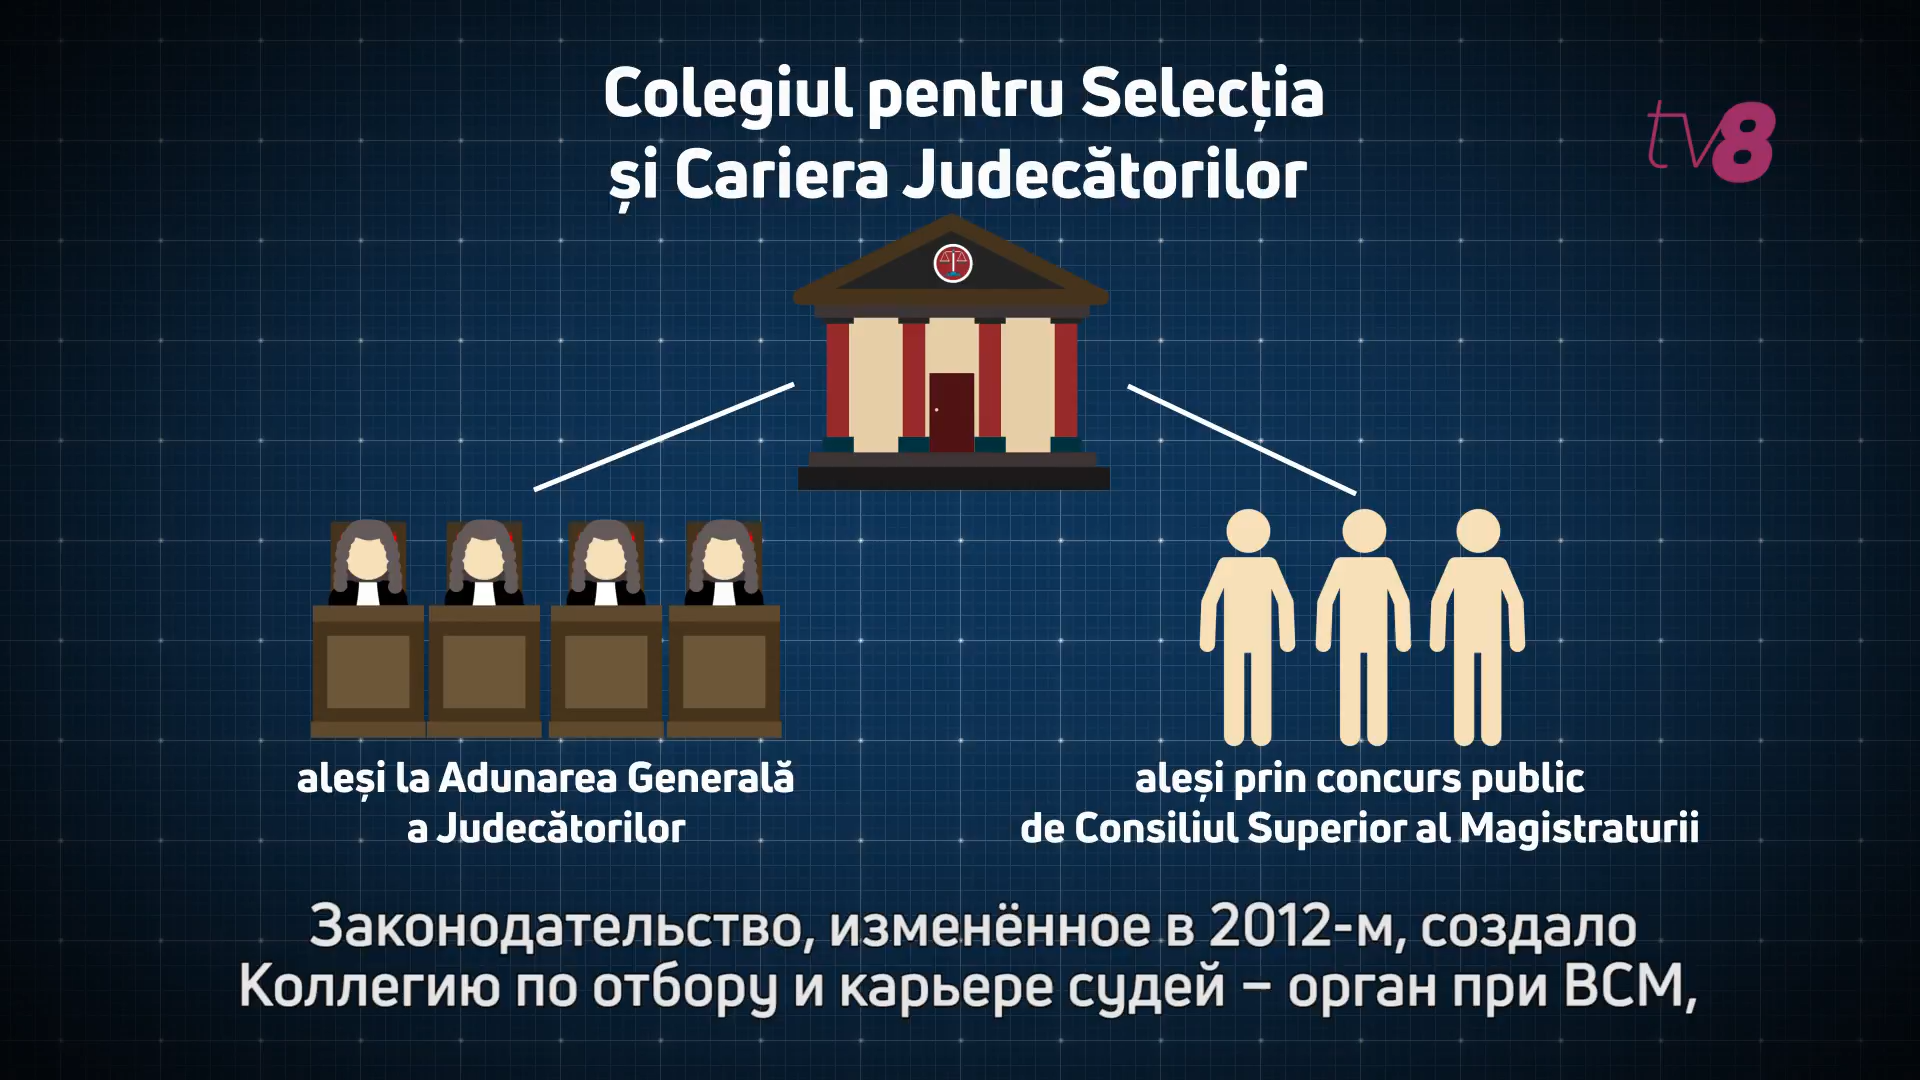 Colegiul pentru Selecția
și Cariera Judecătorilor
tv8
aleși la Adunarea Generală
a Judecătorilor
aleși prin concurs public
de Consiliul Superior al Magistraturii
Законодательство, изменённое в 2012-м, создало
Коллегию по отбору и карьере судей – орган при ВСМ,